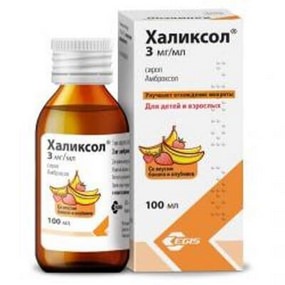 Халиксол®
3 мг/мл
сироп
Амброксол
Со вкусом
банана и клубники
100 мл
Халиксол®
3 мг/мл
сироп
Амброксол
Улучшает отхождение мокроты
Для детей и взрослых
100 мл
EGIS